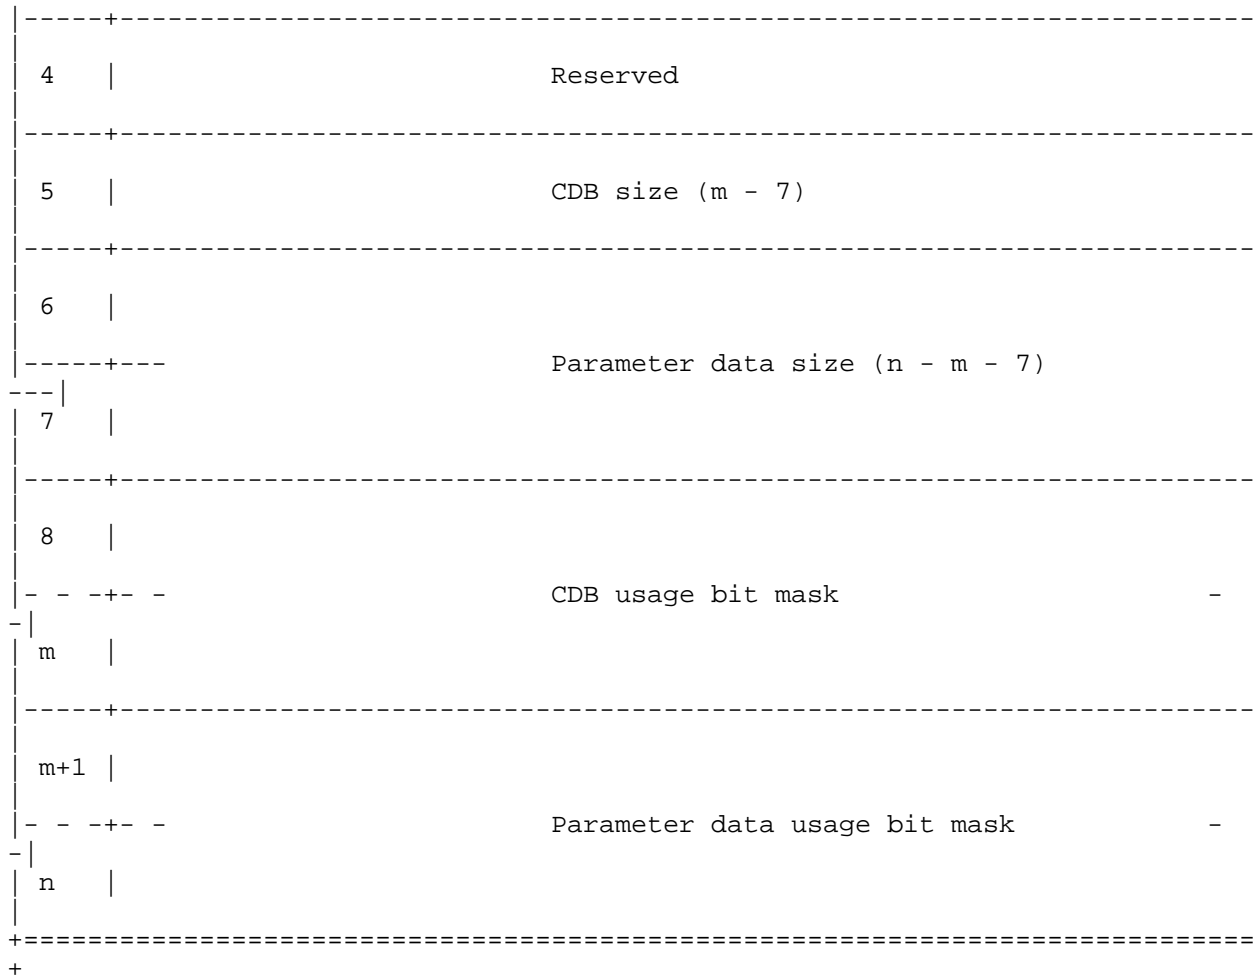 |-----+-----------------------------------------------------------------------
|
| 4   |                           Reserved
|
|-----+-----------------------------------------------------------------------
|
| 5   |                           CDB size (m - 7)
|
|-----+-----------------------------------------------------------------------
|
| 6   |
|
|-----+---                        Parameter data size (n - m - 7)
---|
| 7   |
|
|-----+-----------------------------------------------------------------------
|
| 8   |
|
|- - -+- -                        CDB usage bit mask                       -
-|
| m   |
|
|-----+-----------------------------------------------------------------------
|
| m+1 |
|
|- - -+- -                        Parameter data usage bit mask            -
-|
| n   |
|
+=============================================================================
+